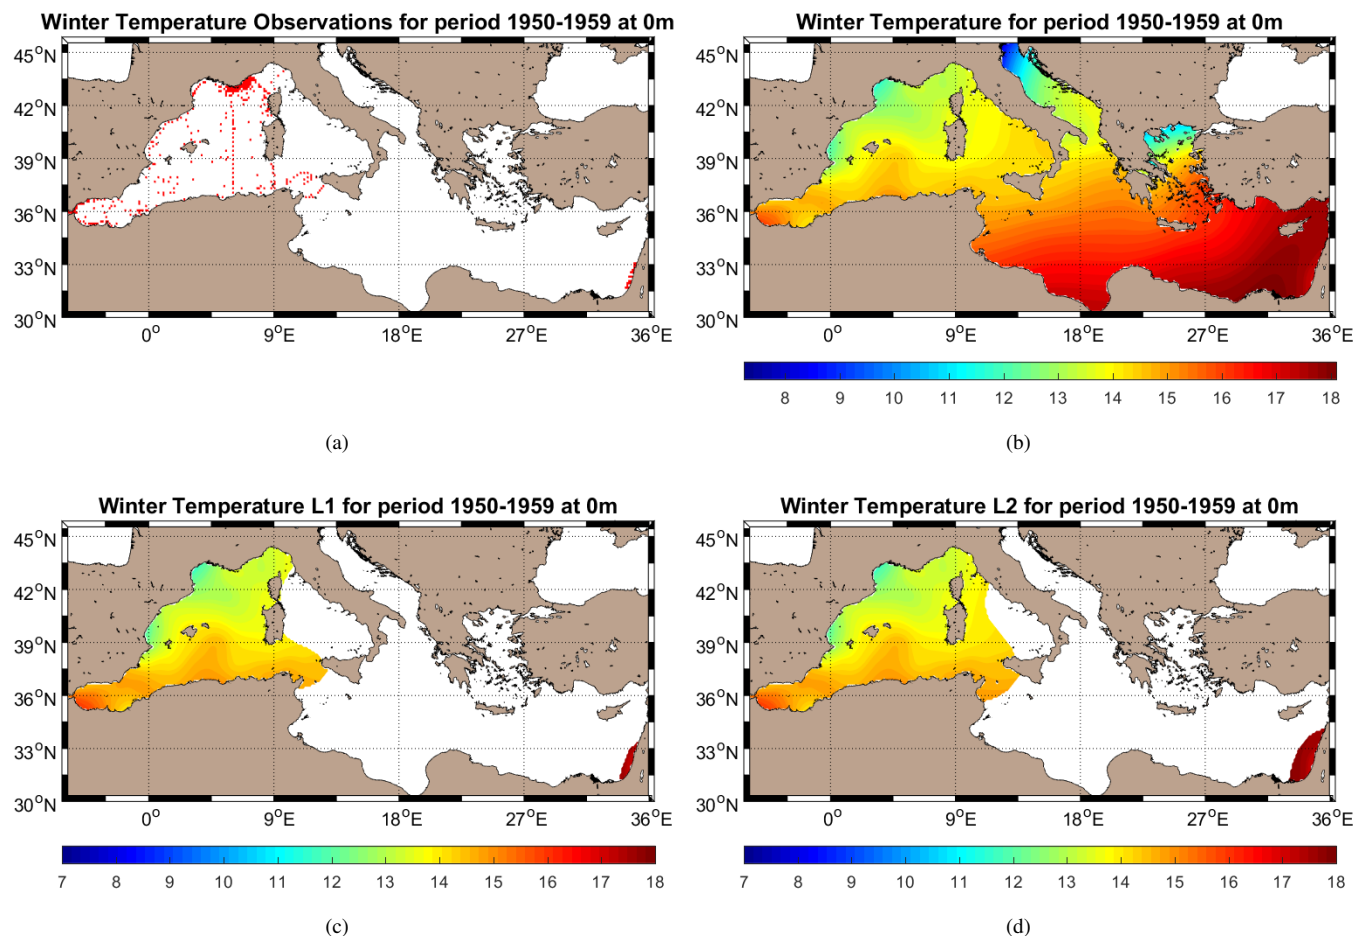 Winter Temperature Observations for period 1950-1959 at 0m
45°N
42°N
39°N
36°N
33°N
30°N
0°
9°E
18°E
27°E
36°E
(a)
Winter Temperature for period 1950-1959 at 0m
45°N
42°N
39°N
36°N
33°N
30°N
0°
9°E
18°E
27°E
36°E
8 9 10 11 12 13 14 15 16 17 18
(b)
Winter Temperature L1 for period 1950-1959 at 0m
45°N
42°N
39°N
36°N
33°N
30°N
0°
9°E
18°E
27°E
36°E
7 8 9 10 11 12 13 14 15 16 17 18
(c)
Winter Temperature L2 for period 1950-1959 at 0m
45°N
42°N
39°N
36°N
33°N
30°N
0°
9°E
18°E
27°E
36°E
7 8 9 10 11 12 13 14 15 16 17 18
(d)